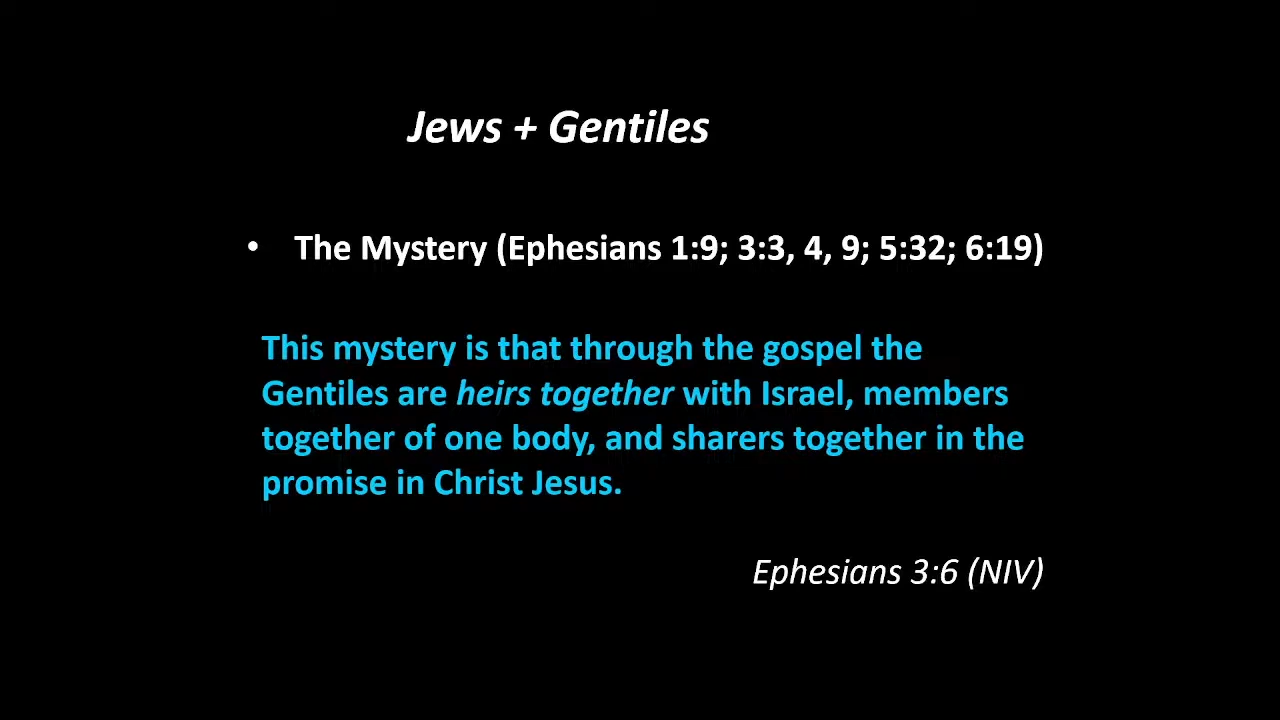 Jews + Gentiles
• The Mystery (Ephesians 1:9; 3:3, 4, 9; 5:32; 6:19)
This mystery is that through the gospel the
Gentiles are heirs together with Israel, members
together of one body, and sharers together in the
promise in Christ Jesus.
Ephesians 3:6 (NIV)